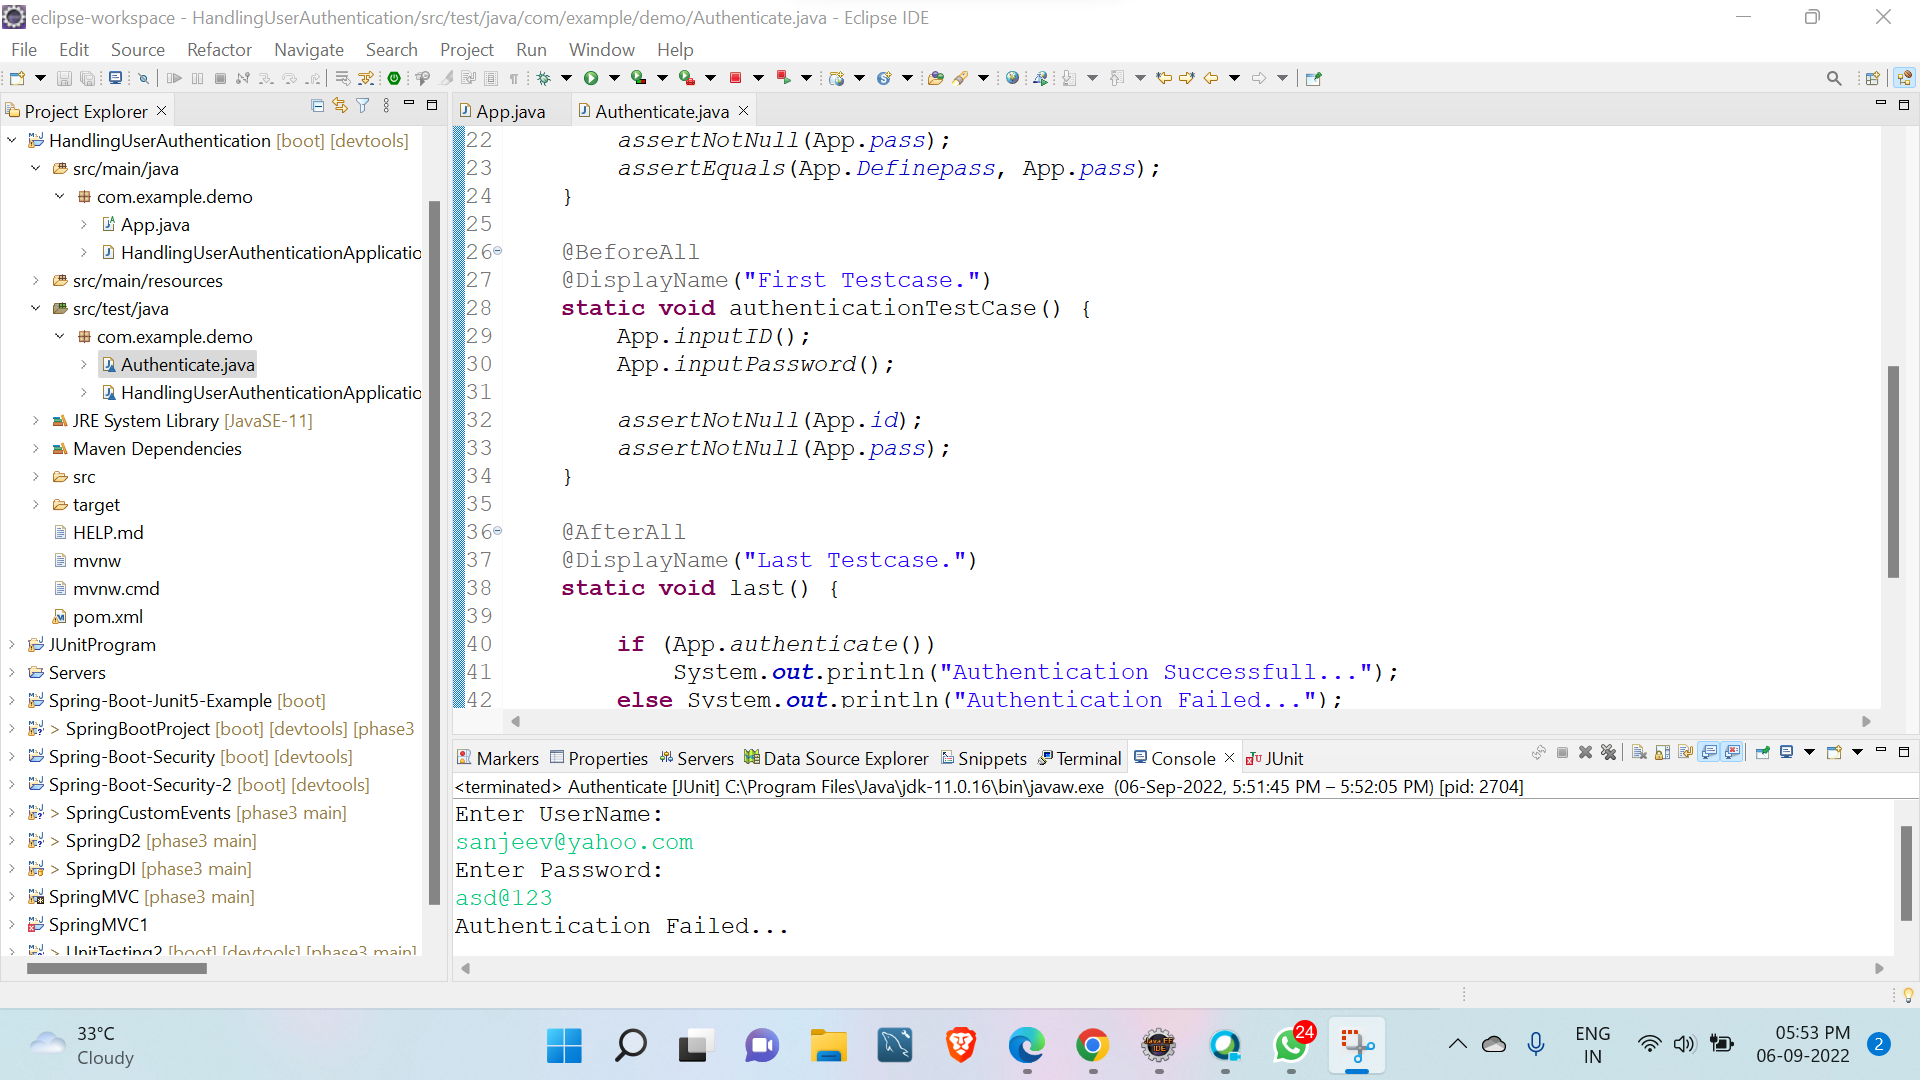 eclipse-workspace - HandlingUserAuthentication/src/test/java/com/example/demo/Authenticate.java - Eclipse IDE
File Edit Source Refactor Navigate Search Project Run Window Help
Project Explorer
HandlingUserAuthentication [boot] [devtools]
src/main/java
com.example.demo
App.java
HandlingUserAuthenticationApplicatio
src/main/resources
src/test/java
com.example.demo
Authenticate.java
HandlingUserAuthenticationApplicatio
JRE System Library [JavaSE-11]
Maven Dependencies
src
target
HELP.md
mvnw
mvnw.cmd
pom.xml
JUnitProgram
Servers
Spring-Boot-Junit5-Example [boot]
> SpringBootProject [boot] [devtools] [phase3
Spring-Boot-Security [boot] [devtools]
Spring-Boot-Security-2 [boot] [devtools]
> SpringCustomEvents [phase3 main]
> SpringD2 [phase3 main]
> SpringDI [phase3 main]
SpringMVC [phase3 main]
SpringMVC1
> UnitTesting2 [boot] [devtools] [phase3 main]
App.java Authenticate.java
22 assertNotNull(App.pass);
23 assertEquals(App.Definepass, App.pass);
24 }
25
26 @BeforeAll
27 @DisplayName("First Testcase.")
28 static void authenticationTestCase() {
29 App.inputID();
30 App.inputPassword();
31
32 assertNotNull(App.id);
33 assertNotNull(App.pass);
34 }
35
36 @AfterAll
37 @DisplayName("Last Testcase.")
38 static void last() {
39
40 if (App.authenticate())
41 System.out.println("Authentication Successfull...");
42 else System.out.println("Authentication Failed...");
Markers Properties Servers Data Source Explorer Snippets Terminal Console JUnit
<terminated> Authenticate [JUnit] C:\Program Files\Java\jdk-11.0.16\bin\javaw.exe (06-Sep-2022, 5:51:45 PM – 5:52:05 PM) [pid: 2704]
Enter UserName:
sanjeev@yahoo.com
Enter Password:
asd@123
Authentication Failed...
33°C
Cloudy
24
ENG
IN
05:53 PM
06-09-2022
2